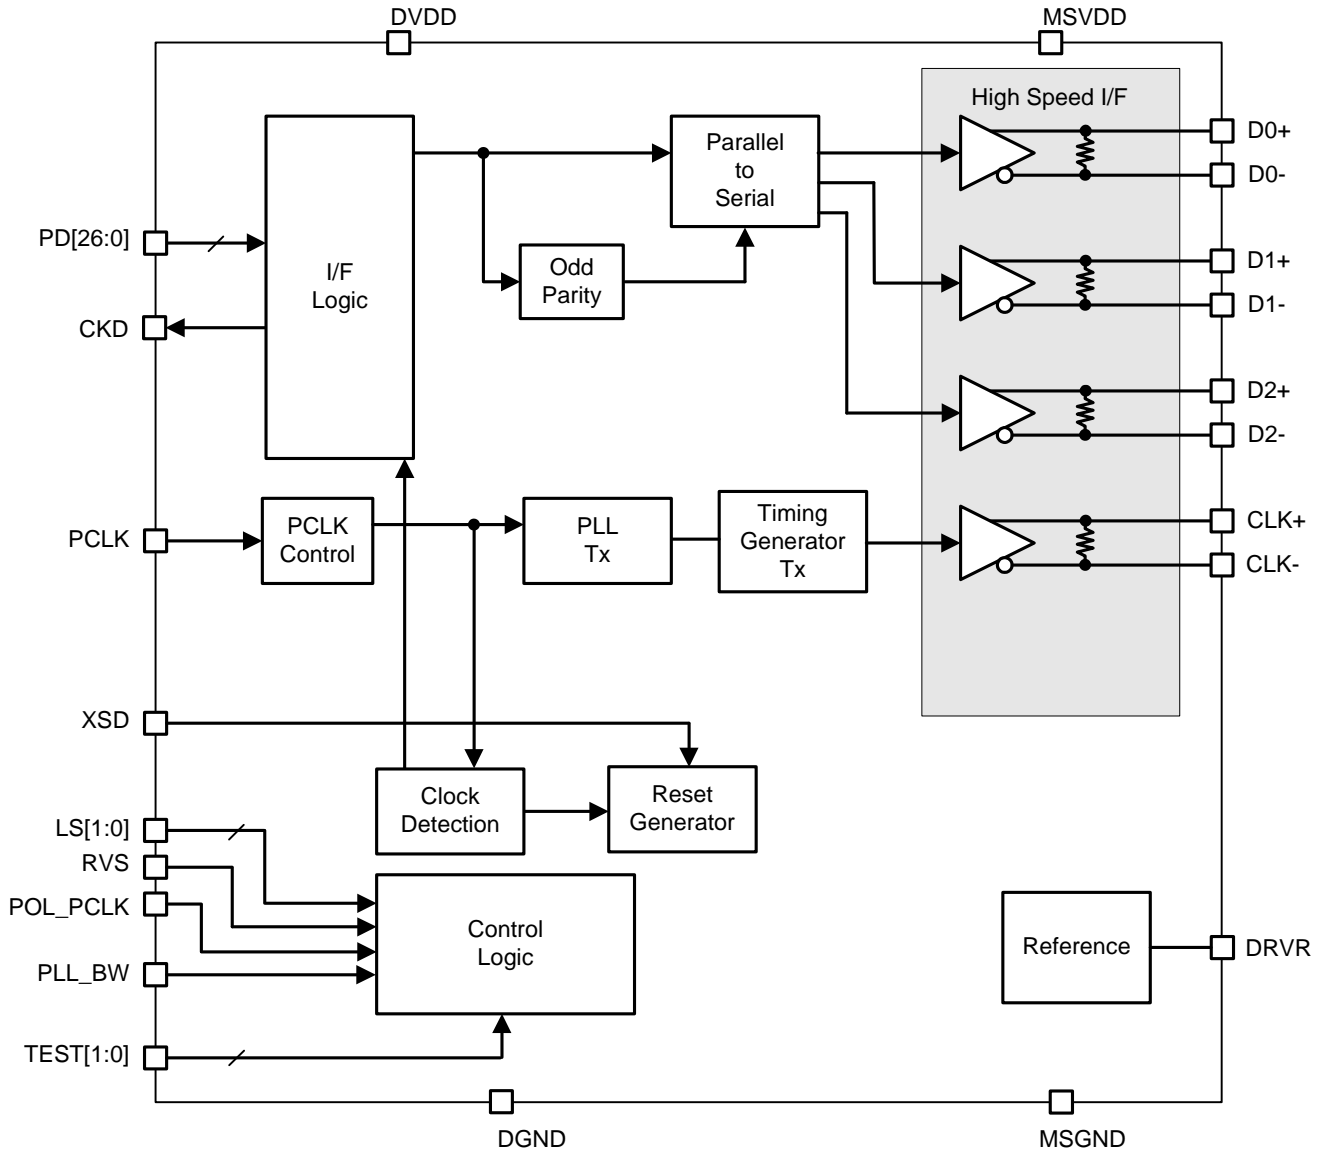 DVDD
MSVDD
High Speed I/F
D0+
D0-
Parallel
to
Serial
PD[26:0]
I/F
Logic
Odd
Parity
D1+
D1-
CKD
D2+
D2-
PCLK
PCLK
Control
PLL
Tx
Timing
Generator
Tx
CLK+
CLK-
XSD
Clock
Detection
Reset
Generator
LS[1:0]
RVS
POL_PCLK
PLL_BW
Control
Logic
Reference
DRVR
TEST[1:0]
DGND
MSGND